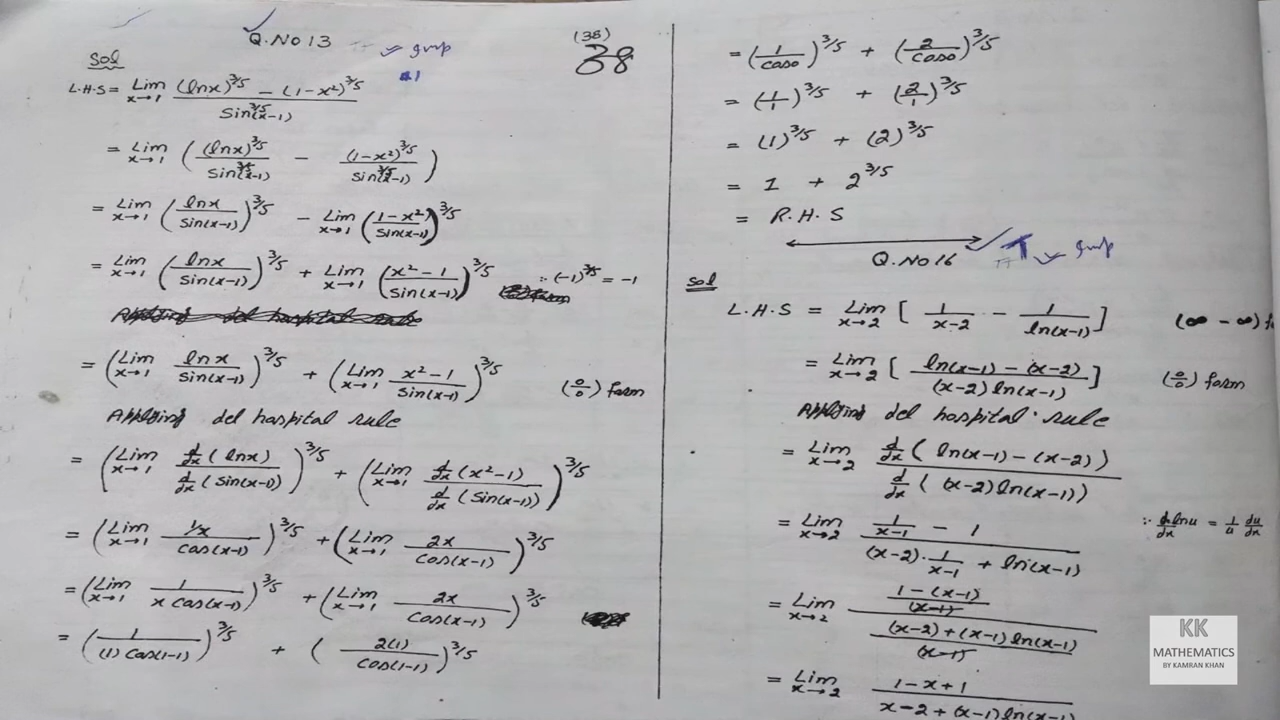 Q.No 13
Sol
L.H.S = Lim x→1 ((lnx)^3/5 - (1-x²)^3/5) / Sin^3/5(x-1)
= Lim x→1 ( (lnx)^3/5 / sin^3/5(x-1) - (1-x²)^3/5 / sin^3/5(x-1) )
= Lim x→1 ( lnx / sin(x-1) )^3/5 - Lim x→1 ( (1-x²) / sin(x-1) )^3/5
= Lim x→1 ( lnx / sin(x-1) )^3/5 + Lim x→1 ( (x²-1) / sin(x-1) )^3/5 ∵ (-1)^3/5 = -1
= ( Lim x→1 lnx / sin(x-1) )^3/5 + ( Lim x→1 (x²-1) / sin(x-1) )^3/5 (0/0) form
Applying del hospital rule
= ( Lim x→1 d/dx (lnx) / d/dx (sin(x-1)) )^3/5 + ( Lim x→1 d/dx (x²-1) / d/dx (sin(x-1)) )^3/5
= ( Lim x→1 1/x / cos(x-1) )^3/5 + ( Lim x→1 2x / cos(x-1) )^3/5
= ( Lim x→1 1 / x cos(x-1) )^3/5 + ( Lim x→1 2x / cos(x-1) )^3/5
= ( 1 / (1) cos(1-1) )^3/5 + ( 2(1) / cos(1-1) )^3/5
(38)
38
= (1/cos0)^3/5 + (2/cos0)^3/5
= (1/1)^3/5 + (2/1)^3/5
= (1)^3/5 + (2)^3/5
= 1 + 2^3/5
= R.H.S
Q.No 16
Sol
L.H.S = Lim x→2 [ 1/(x-2) - 1/ln(x-1) ] (∞ - ∞)
= Lim x→2 [ (ln(x-1) - (x-2)) / (x-2) ln(x-1) ] (0/0) form
Applying del hospital rule
= Lim x→2 d/dx ( ln(x-1) - (x-2) ) / d/dx ( (x-2) ln(x-1) )
= Lim x→2 (1/(x-1) - 1) / ((x-2)·1/(x-1) + ln(x-1)) ∵ d/dx lnu = 1/u du/dx
= Lim x→2 ((1-(x-1)) / (x-1)) / (((x-2)+(x-1) ln(x-1)) / (x-1))
= Lim x→2 (1-x+1) / (x-2+(x-1) ln(x-1))
KK
MATHEMATICS
BY KAMRAN KHAN